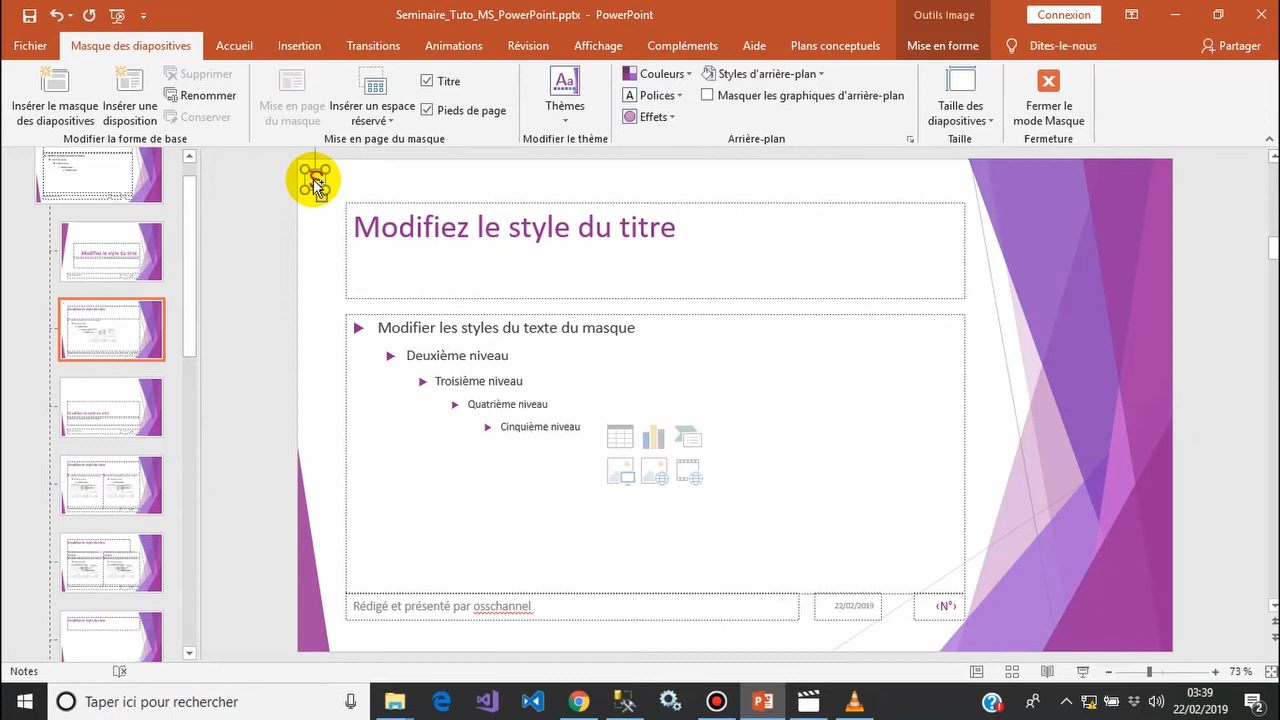 Seminaire_Tuto_MS_PowerPoint.pptx - PowerPoint
Outils Image
Connexion
Fichier Masque des diapositives Accueil Insertion Transitions Animations Révision Affichage Compléments Aide Plans conceptuels Mise en forme Dites-le-nous Partager
Insérer le masque des diapositives
Insérer une disposition
Supprimer
Renommer
Conserver
Modifier la forme de base
Mise en page du masque
Insérer un espace réservé
Titre
Pieds de page
Mise en page du masque
Thèmes
Modifier le thème
Couleurs
Polices
Effets
Styles d'arrière-plan
Masquer les graphiques d'arrière-plan
Arrière-plan
Taille des diapositives
Taille
Fermer le mode Masque
Fermeture
Modifiez le style du titre
Modifiez le style du titre
Modifier les styles du texte du masque
Deuxième niveau
Troisième niveau
Quatrième niveau
Cinquième niveau
Rédigé et présenté par osschannel
22/02/2019
‹N°›
Notes
73 %
Taper ici pour rechercher
03:39
22/02/2019
2